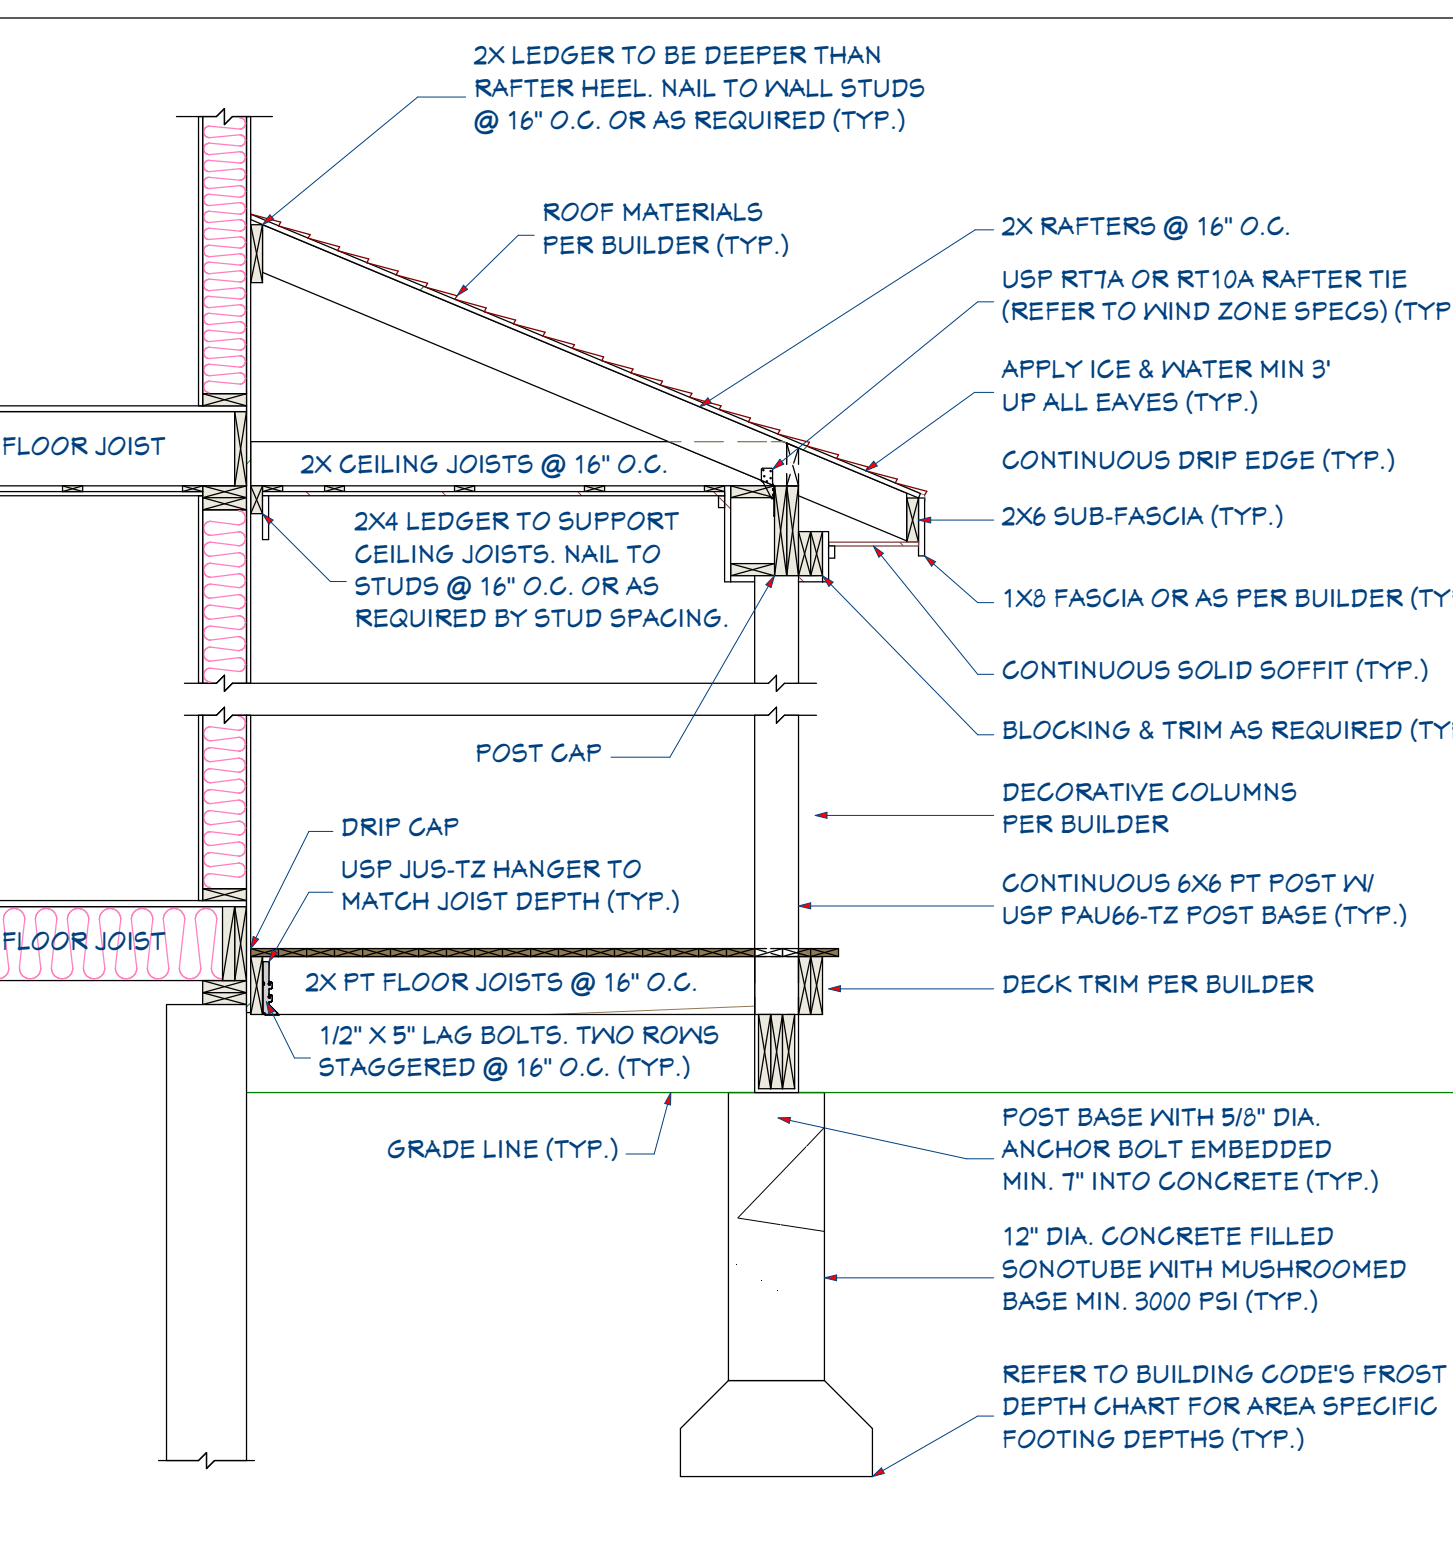 2X LEDGER TO BE DEEPER THAN
RAFTER HEEL. NAIL TO WALL STUDS
@ 16" O.C. OR AS REQUIRED (TYP.)
ROOF MATERIALS
PER BUILDER (TYP.)
2X RAFTERS @ 16" O.C.
USP RT7A OR RT10A RAFTER TIE
(REFER TO WIND ZONE SPECS) (TYP
APPLY ICE & WATER MIN 3'
UP ALL EAVES (TYP.)
FLOOR JOIST
2X CEILING JOISTS @ 16" O.C.
CONTINUOUS DRIP EDGE (TYP.)
2X6 SUB-FASCIA (TYP.)
2X4 LEDGER TO SUPPORT
CEILING JOISTS. NAIL TO
STUDS @ 16" O.C. OR AS
REQUIRED BY STUD SPACING.
1X8 FASCIA OR AS PER BUILDER (TY
CONTINUOUS SOLID SOFFIT (TYP.)
BLOCKING & TRIM AS REQUIRED (TY
POST CAP
DECORATIVE COLUMNS
PER BUILDER
DRIP CAP
USP JUS-TZ HANGER TO
MATCH JOIST DEPTH (TYP.)
CONTINUOUS 6X6 PT POST W/
USP PAU66-TZ POST BASE (TYP.)
FLOOR JOIST
2X PT FLOOR JOISTS @ 16" O.C.
DECK TRIM PER BUILDER
1/2" X 5" LAG BOLTS. TWO ROWS
STAGGERED @ 16" O.C. (TYP.)
GRADE LINE (TYP.)
POST BASE WITH 5/8" DIA.
ANCHOR BOLT EMBEDDED
MIN. 7" INTO CONCRETE (TYP.)
12" DIA. CONCRETE FILLED
SONOTUBE WITH MUSHROOMED
BASE MIN. 3000 PSI (TYP.)
REFER TO BUILDING CODE'S FROST
DEPTH CHART FOR AREA SPECIFIC
FOOTING DEPTHS (TYP.)